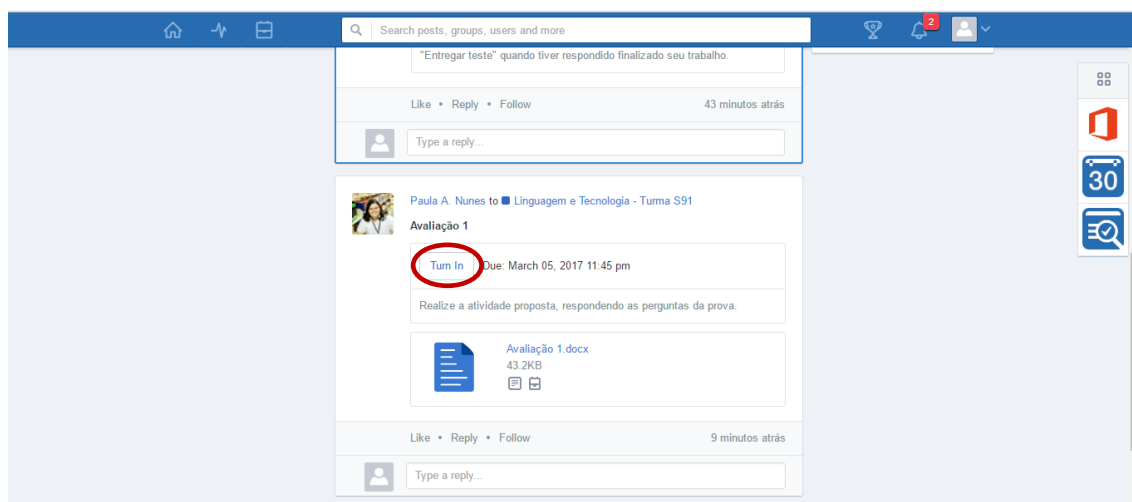 Search posts, groups, users and more
2
"Entregar teste" quando tiver respondido finalizado seu trabalho.
Like • Reply • Follow 43 minutos atrás
Type a reply...
30
Paula A. Nunes to Linguagem e Tecnologia - Turma S91
Avaliação 1
Turn In Due: March 05, 2017 11:45 pm
Realize a atividade proposta, respondendo as perguntas da prova.
Avaliação 1.docx
43.2KB
Like • Reply • Follow 9 minutos atrás
Type a reply...